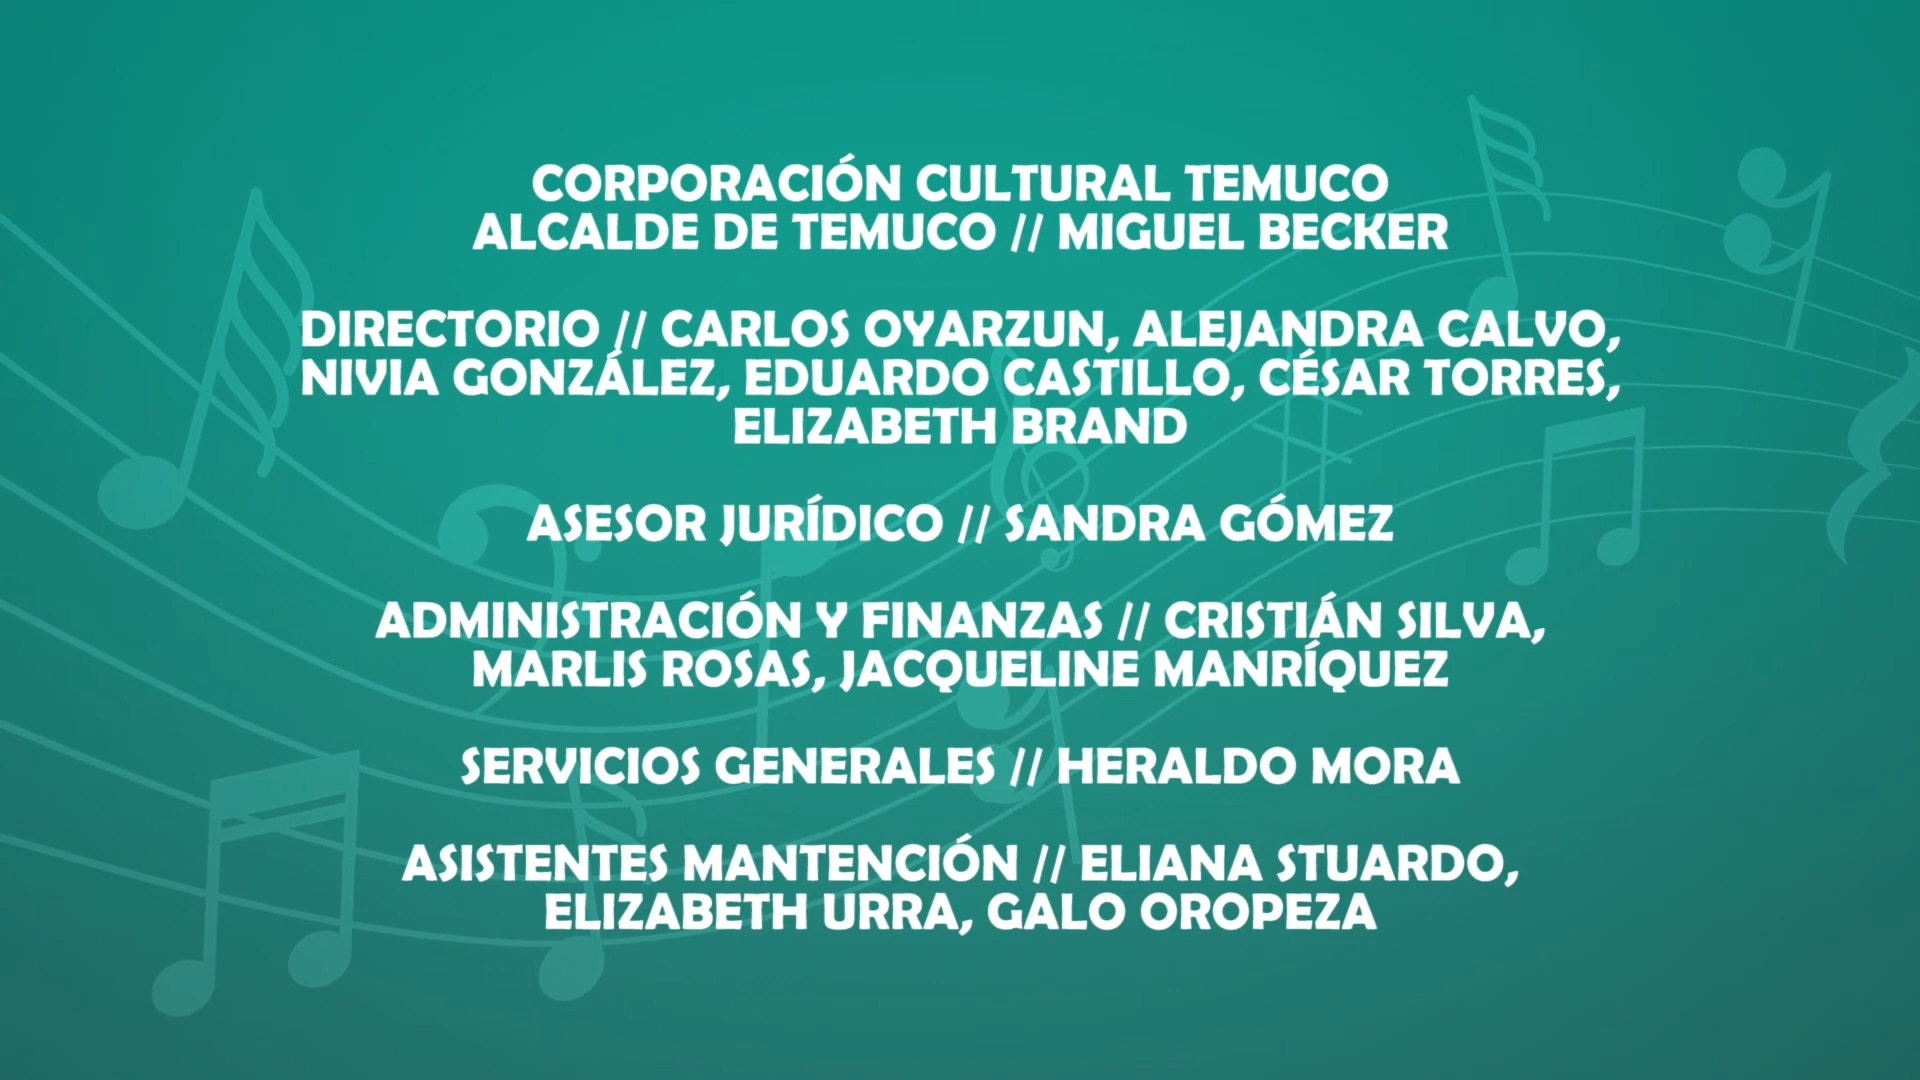 CORPORACIÓN CULTURAL TEMUCO
ALCALDE DE TEMUCO // MIGUEL BECKER
DIRECTORIO // CARLOS OYARZUN, ALEJANDRA CALVO,
NIVIA GONZÁLEZ, EDUARDO CASTILLO, CÉSAR TORRES,
ELIZABETH BRAND
ASESOR JURÍDICO // SANDRA GÓMEZ
ADMINISTRACIÓN Y FINANZAS // CRISTIÁN SILVA,
MARLIS ROSAS, JACQUELINE MANRÍQUEZ
SERVICIOS GENERALES // HERALDO MORA
ASISTENTES MANTENCIÓN // ELIANA STUARDO,
ELIZABETH URRA, GALO OROPEZA